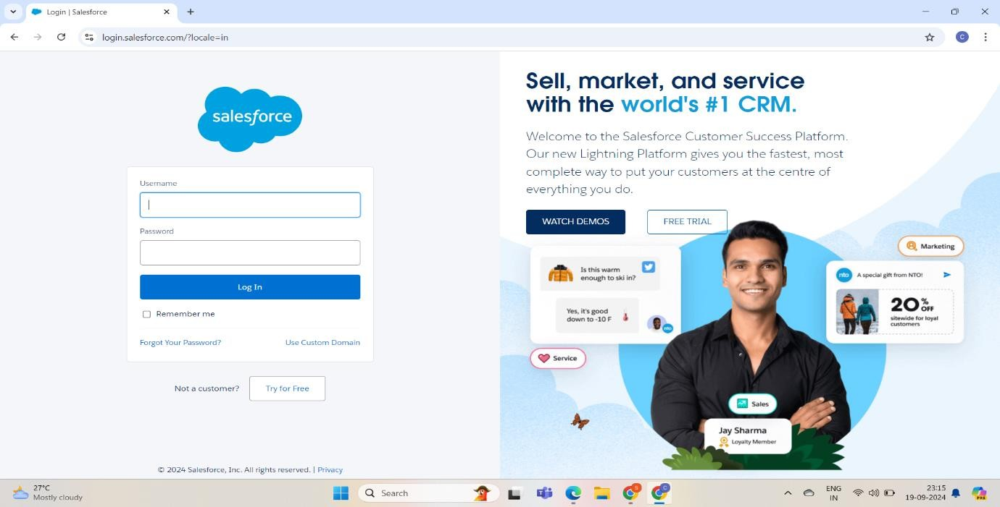 Login | Salesforce
login.salesforce.com/?locale=in
C
salesforce
Username
Password
Log In
Remember me
Forgot Your Password?
Use Custom Domain
Not a customer?
Try for Free
© 2024 Salesforce, Inc. All rights reserved. | Privacy
Sell, market, and service
with the world's #1 CRM.
Welcome to the Salesforce Customer Success Platform.
Our new Lightning Platform gives you the fastest, most
complete way to put your customers at the centre of
everything you do.
WATCH DEMOS
FREE TRIAL
Is this warm
enough to ski in?
Yes, it's good
down to -10 F
nto
Service
Marketing
nto
A special gift from NTO!
20% OFF
sitewide for loyal
customers
Sales
Jay Sharma
Loyalty Member
27°C
Mostly cloudy
Search
S
C
ENG
IN
23:15
19-09-2024
PRE